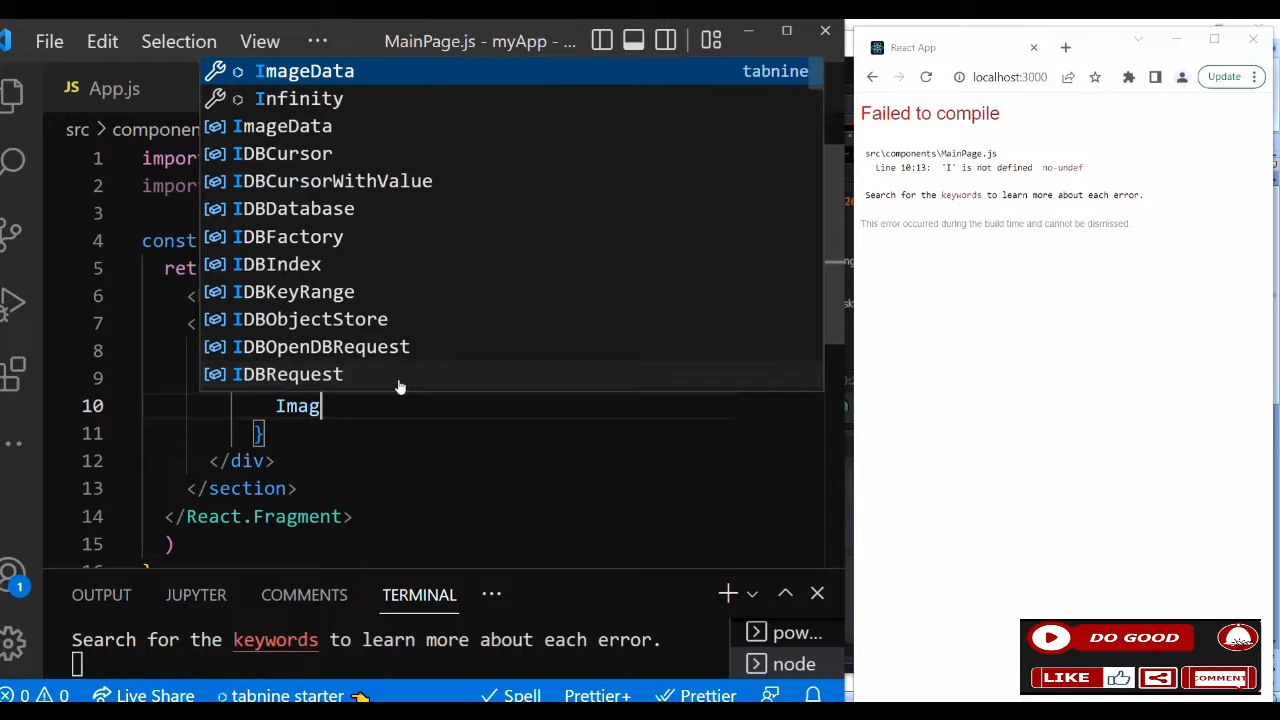 File Edit Selection View ··· MainPage.js - myApp - ...
App.js
JS
src > componen
ImageData tabnine
Infinity
ImageData
IDBCursor
IDBCursorWithValue
IDBDatabase
IDBFactory
IDBIndex
IDBKeyRange
IDBObjectStore
IDBOpenDBRequest
IDBRequest
1 impor
2 impor
3
4 const
5 ret
6 <
7 <
8
9
10 Imag
11 }
12 </div>
13 </section>
14 </React.Fragment>
15 )
OUTPUT JUPYTER COMMENTS TERMINAL ···
Search for the keywords to learn more about each error.
pow...
node
1
0 0 Live Share tabnine starter Spell Prettier+ Prettier
React App
localhost:3000 Update
Failed to compile
src\components\MainPage.js
Line 10:13: 'I' is not defined no-undef
Search for the keywords to learn more about each error.
This error occurred during the build time and cannot be dismissed.
DO GOOD
LIKE COMMENT